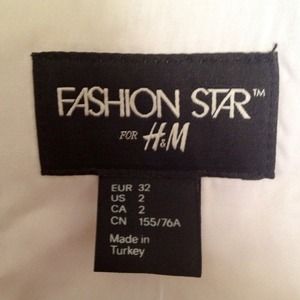 FASHION STAR™
FOR H&M
EUR 32
US 2
CA 2
CN 155/76A
Made in
Turkey